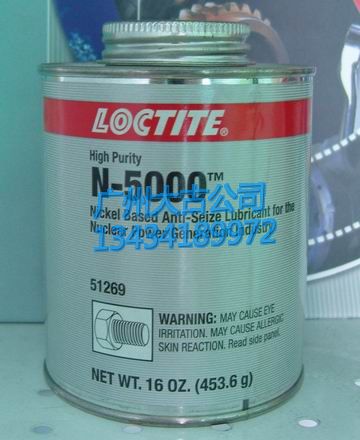 LOCTITE®
High Purity
N-5000™
广州大古公司
Nickel Based Anti-Seize Lubricant for the
13434189972
Nuclear Power Generation Industry
51269
WARNING: MAY CAUSE EYE
IRRITATION. MAY CAUSE ALLERGIC
SKIN REACTION. Read side panel.
NET WT. 16 OZ. (453.6 g)